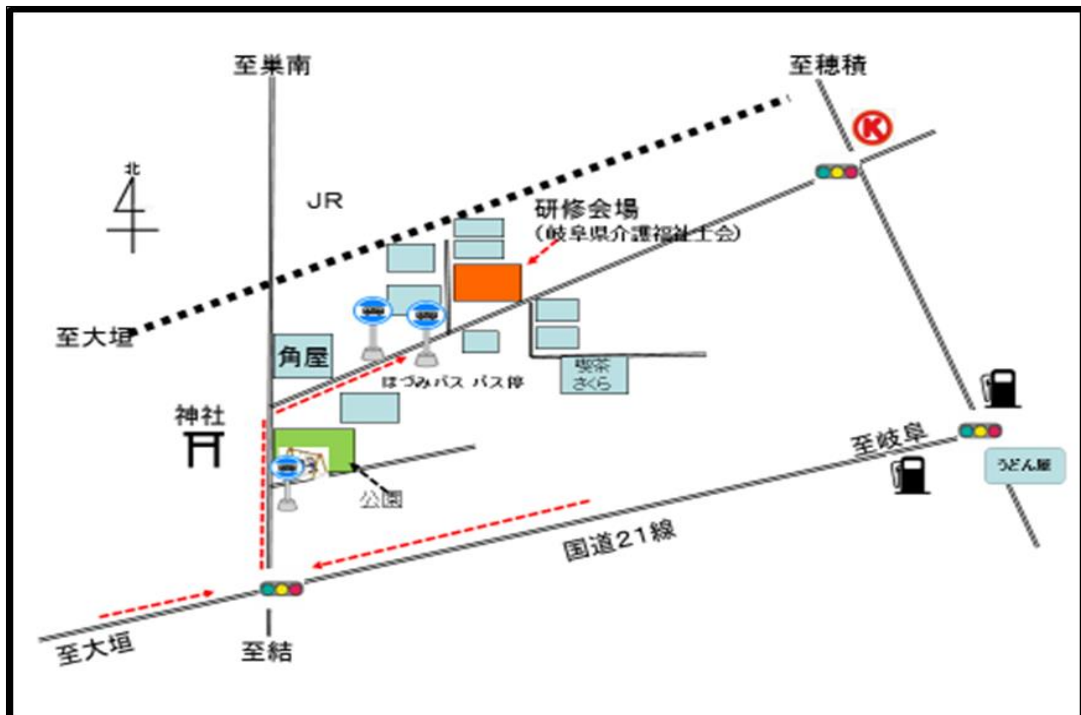 至巣南
至穂積
K
北
JR
研修会場
(岐阜県介護福祉士会)
至大垣
角屋
喫茶
さくら
ほづみバス バス停
神社
至岐阜
うどん屋
公園
国道21線
至大垣
至結